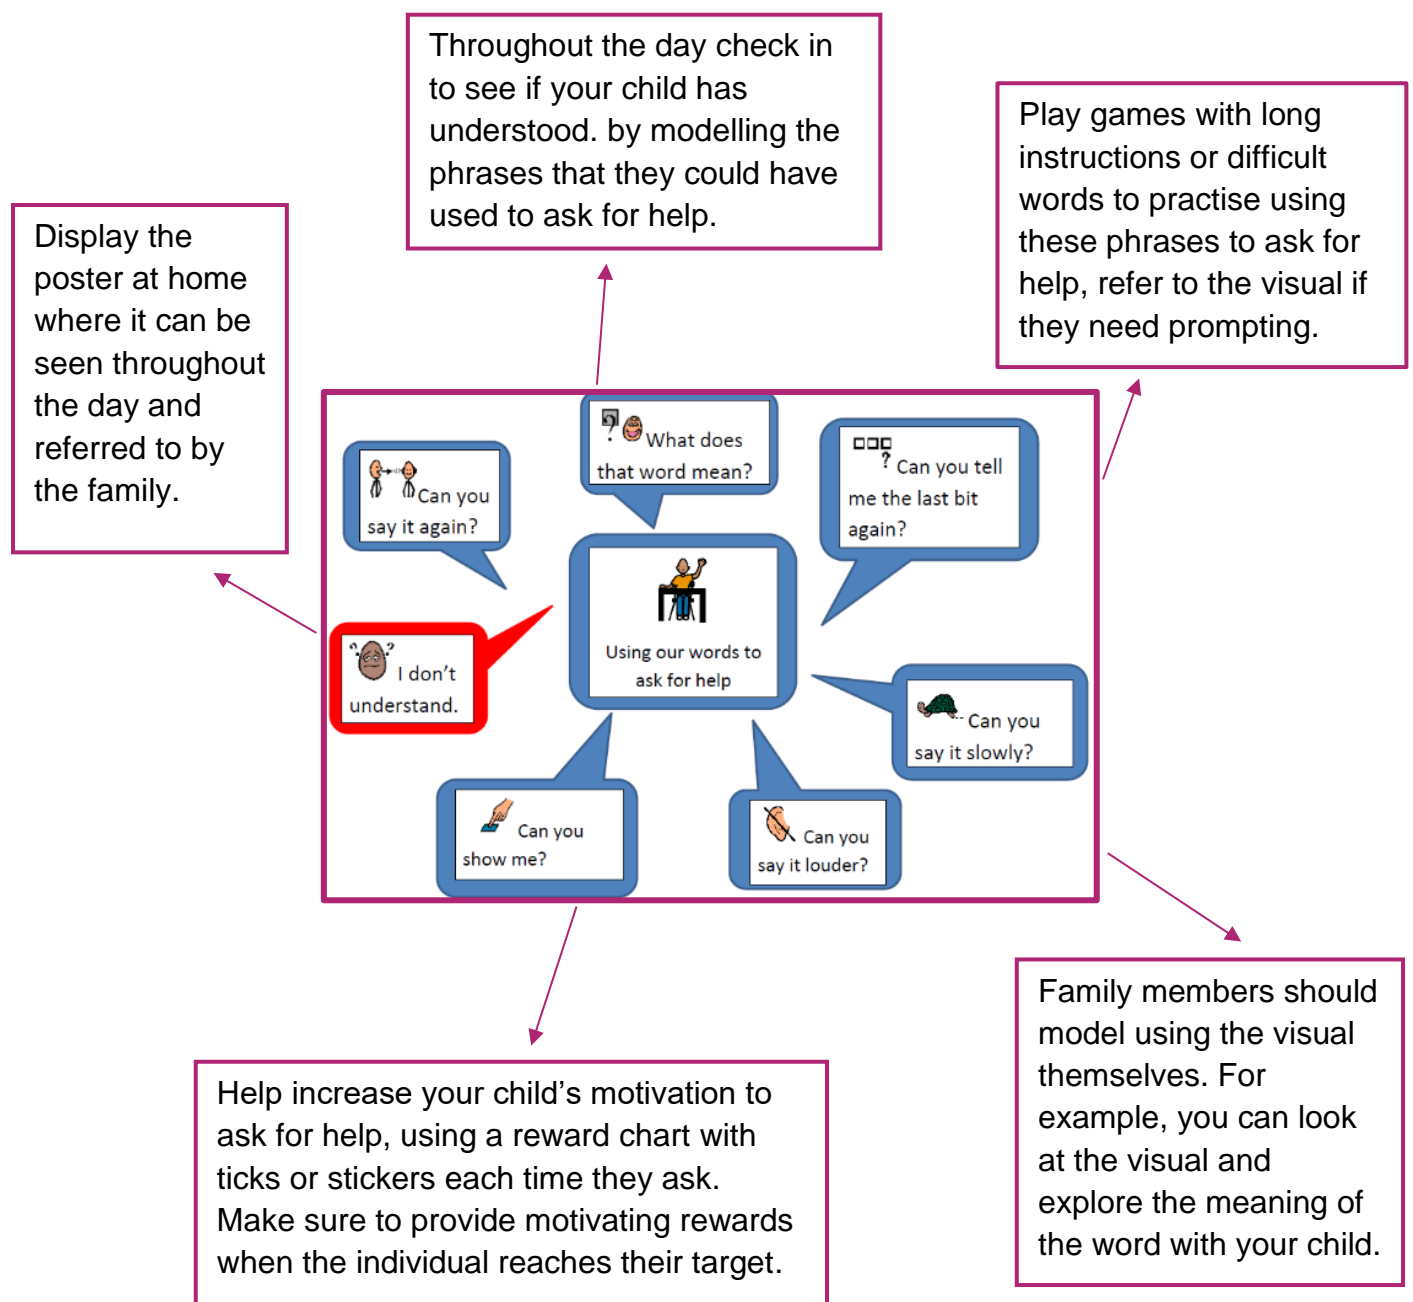 Throughout the day check in
to see if your child has
understood. by modelling the
phrases that they could have
used to ask for help.
Play games with long
instructions or difficult
words to practise using
these phrases to ask for
help, refer to the visual if
they need prompting.
Display the
poster at home
where it can be
seen throughout
the day and
referred to by
the family.
What does
that word mean?
Can you
say it again?
Can you tell
me the last bit
again?
Using our words to
ask for help
I don't
understand.
Can you
say it slowly?
Can you
show me?
Can you
say it louder?
Family members should
model using the visual
themselves. For
example, you can look
at the visual and
explore the meaning of
the word with your child.
Help increase your child’s motivation to
ask for help, using a reward chart with
ticks or stickers each time they ask.
Make sure to provide motivating rewards
when the individual reaches their target.